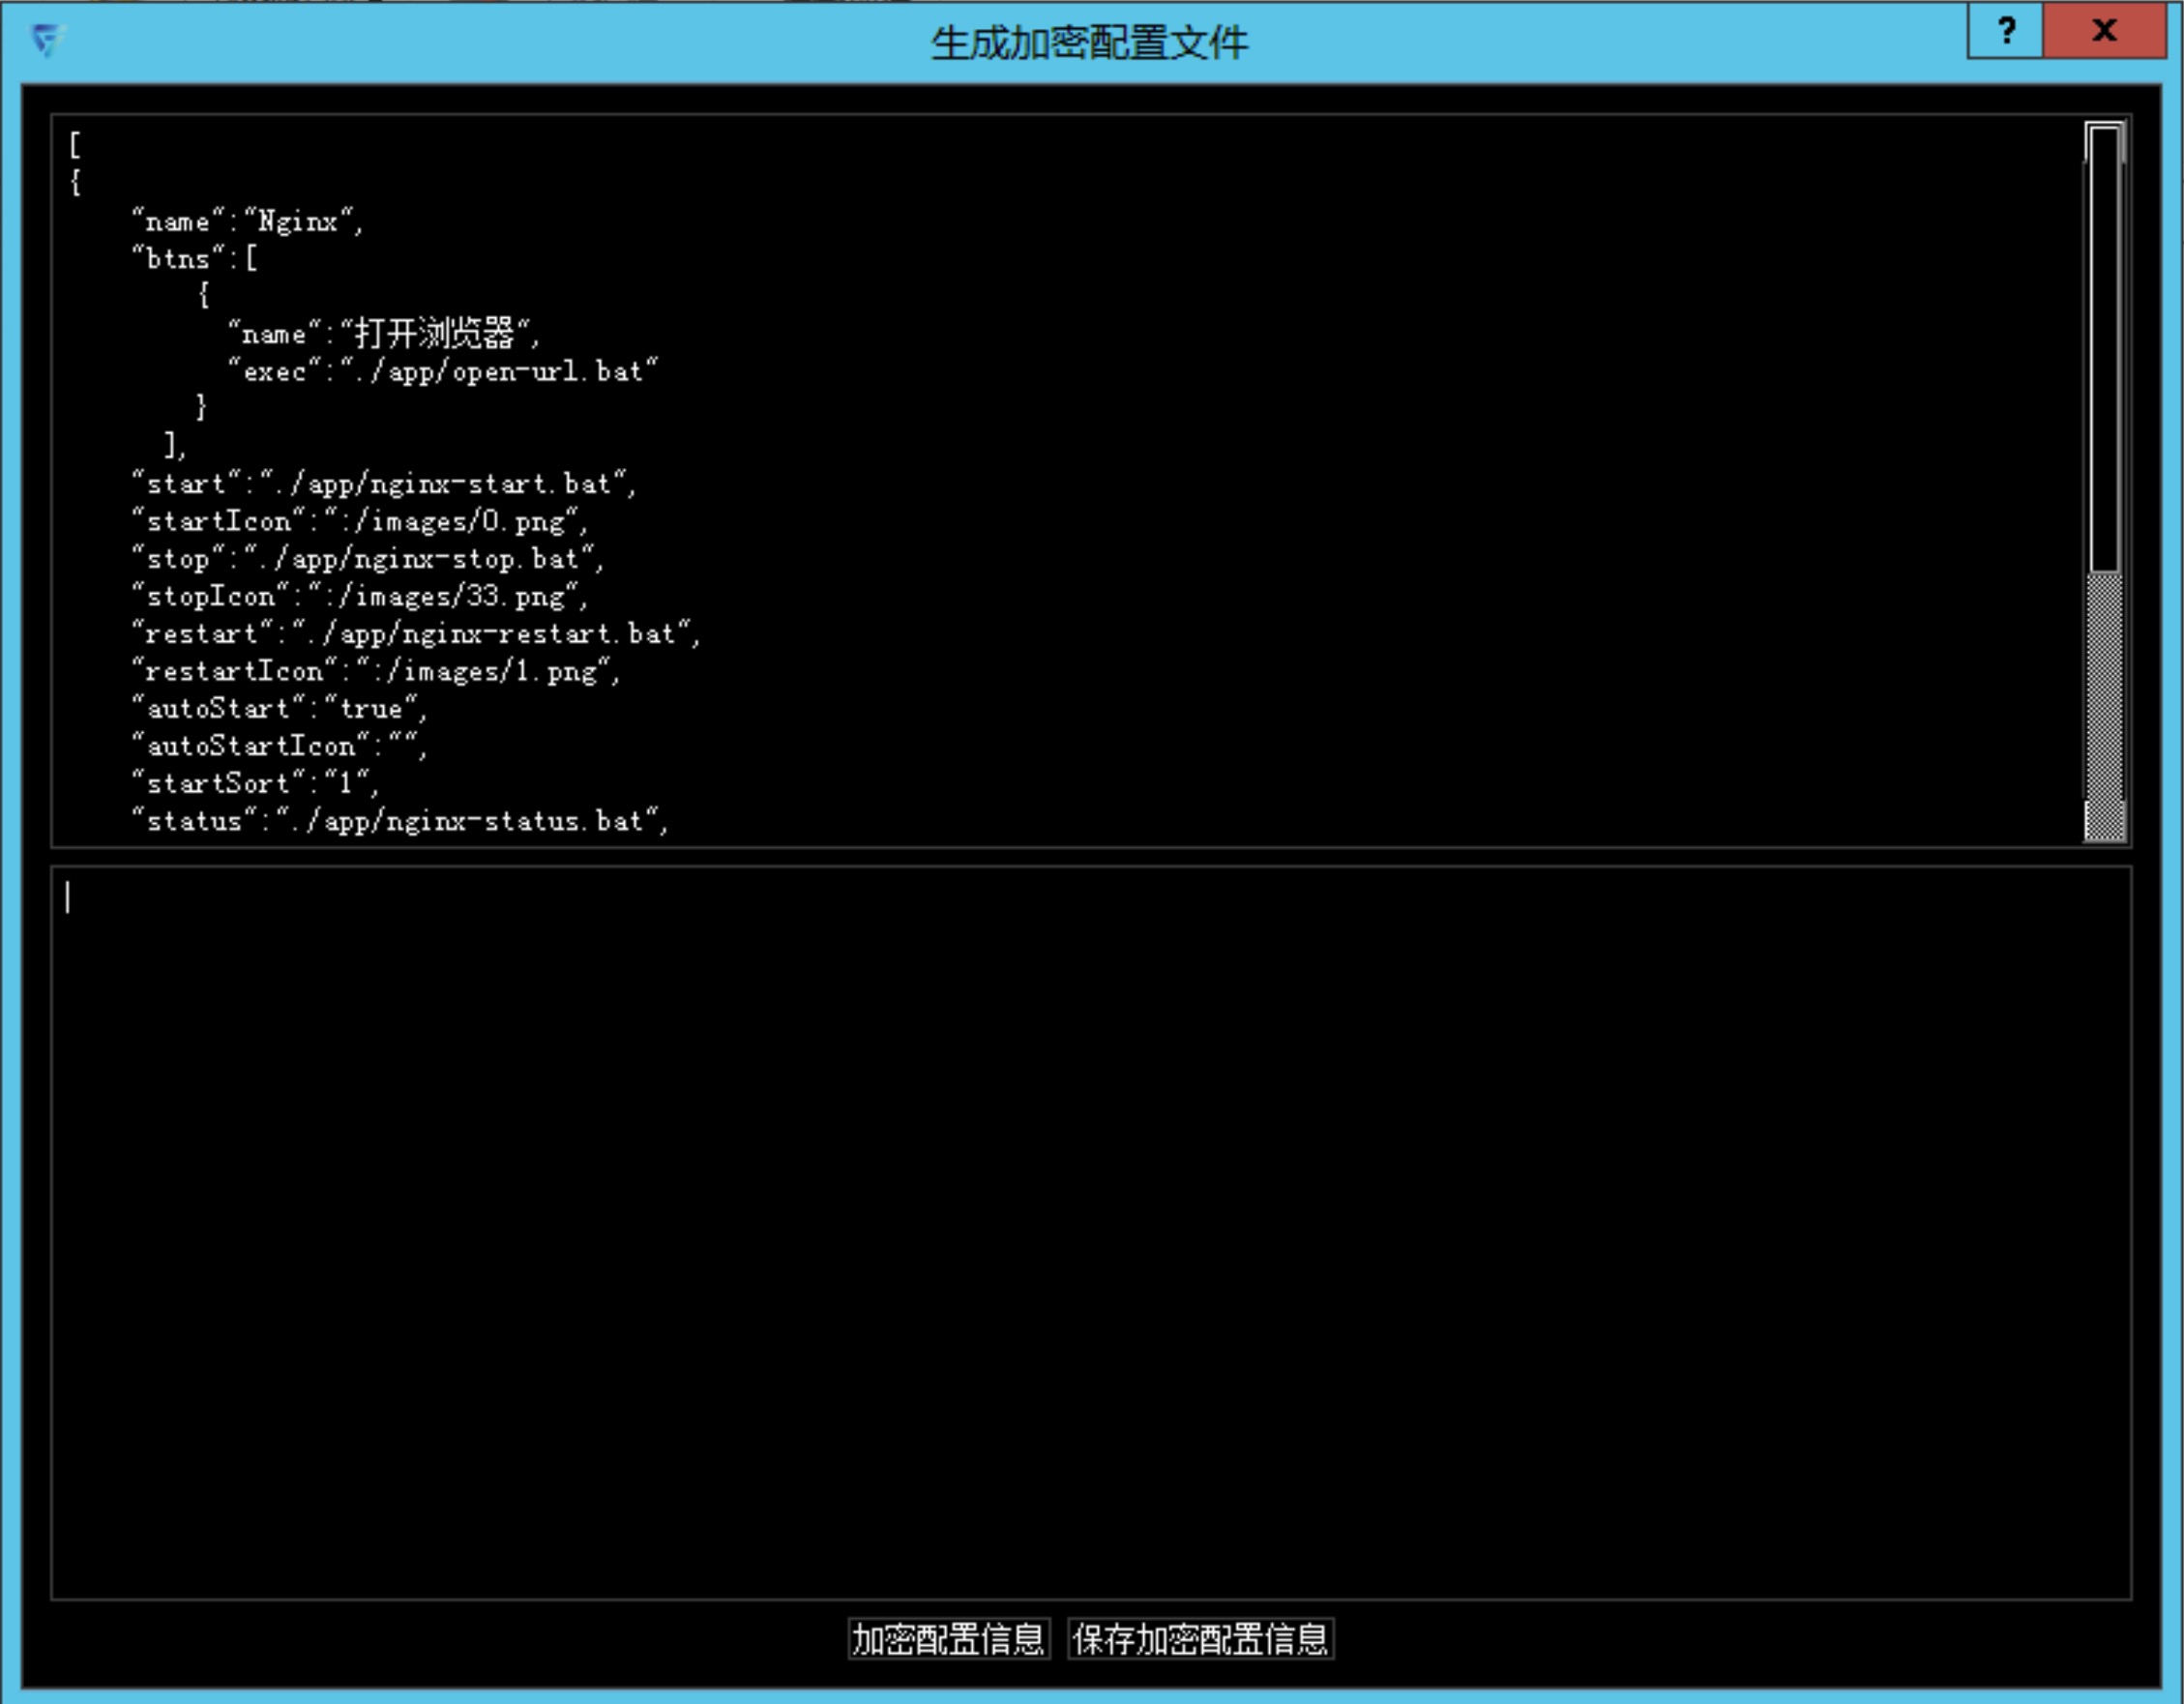 生成加密配置文件
? x
[
{
    "name":"Nginx",
    "btns":[
        {
          "name":"打开浏览器",
          "exec":"./app/open-url.bat"
        }
      ],
    "start":"./app/nginx-start.bat",
    "startIcon":":/images/0.png",
    "stop":"./app/nginx-stop.bat",
    "stopIcon":":/images/33.png",
    "restart":"./app/nginx-restart.bat",
    "restartIcon":":/images/1.png",
    "autoStart":"true",
    "autoStartIcon":"",
    "startSort":"1",
    "status":"./app/nginx-status.bat",
加密配置信息 保存加密配置信息